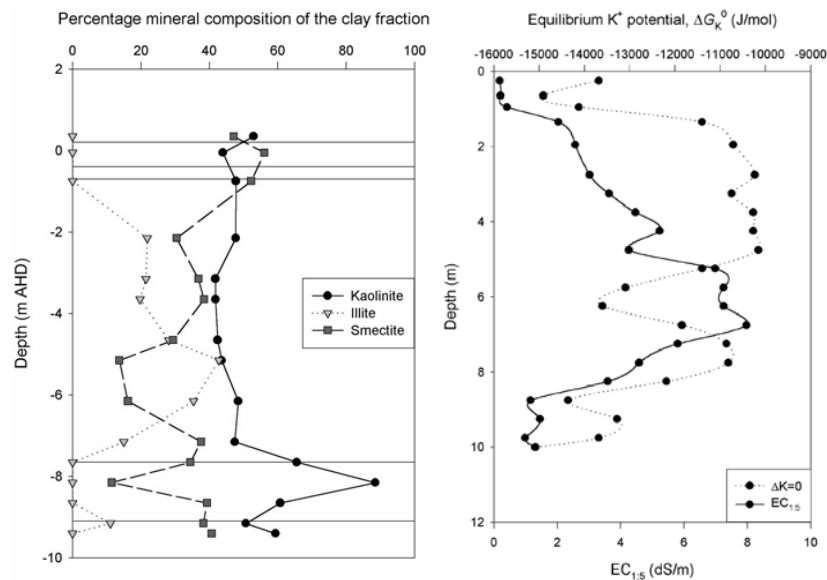 Percentage mineral composition of the clay fraction
0 20 40 60 80 100
2
0
-2
-4
-6
-8
-10
Depth (m AHD)
Kaolinite
Illite
Smectite
Equilibrium K⁺ potential, ΔG_K⁰ (J/mol)
-16000 -15000 -14000 -13000 -12000 -11000 -10000 -9000
0
2
4
6
8
10
12
Depth (m)
ΔK=0
EC₁:₅
0 2 4 6 8 10
EC₁:₅ (dS/m)